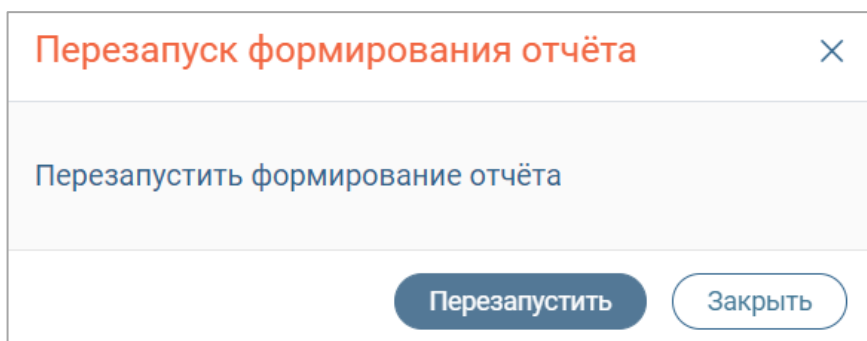 Перезапуск формирования отчёта
Перезапустить формирование отчёта
Перезапустить Закрыть